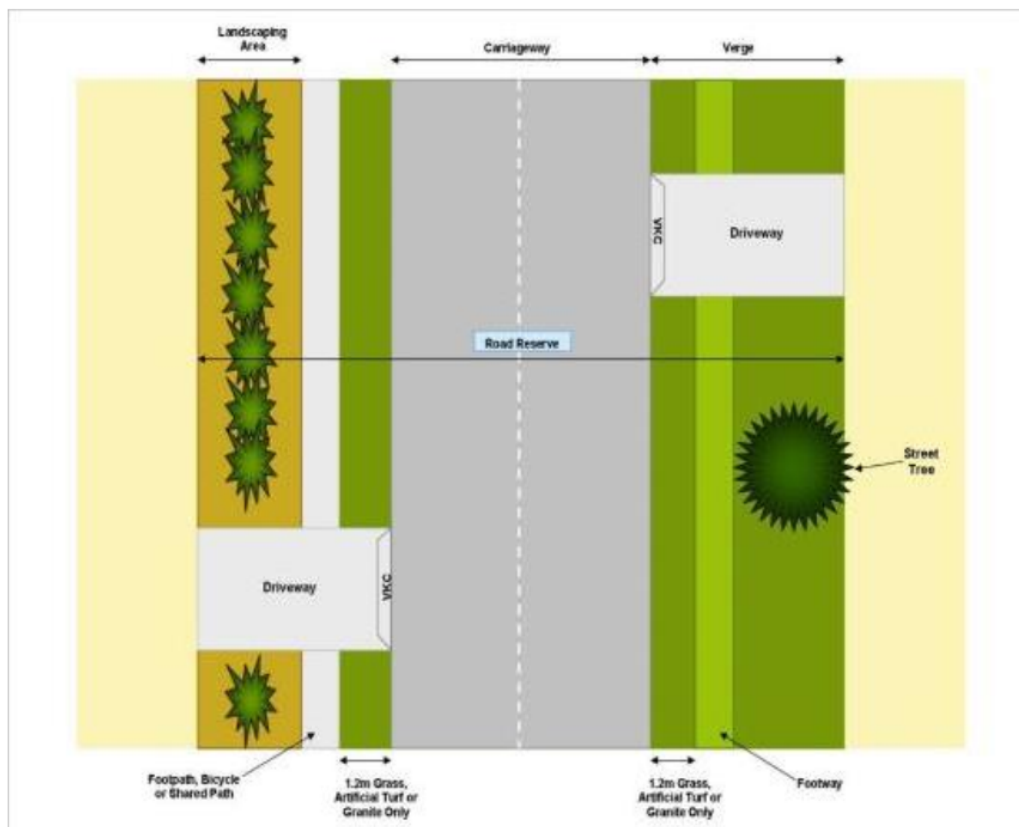 Landscaping
Area
Carriageway
Verge
VKC
Driveway
Road Reserve
Street
Tree
Driveway
VKC
Footpath, Bicycle
or Shared Path
1.2m Grass,
Artificial Turf or
Granite Only
1.2m Grass,
Artificial Turf or
Granite Only
Footway